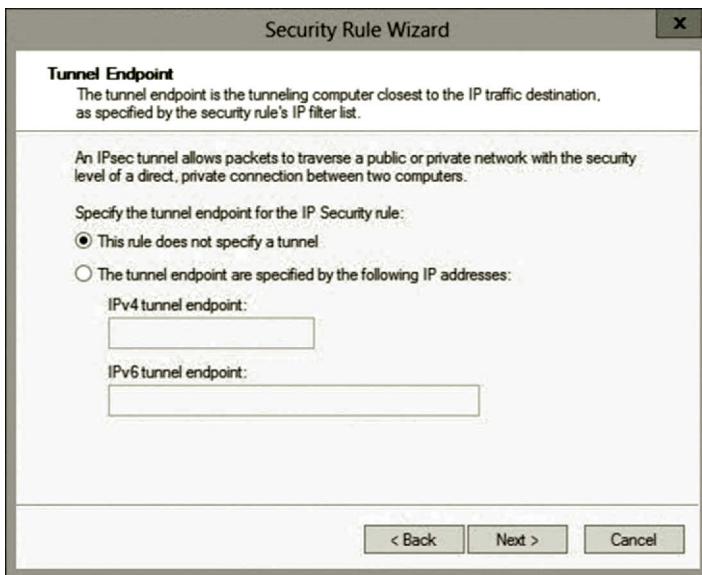 Security Rule Wizard
x
Tunnel Endpoint
The tunnel endpoint is the tunneling computer closest to the IP traffic destination,
as specified by the security rule's IP filter list.
An IPsec tunnel allows packets to traverse a public or private network with the security
level of a direct, private connection between two computers.
Specify the tunnel endpoint for the IP Security rule:
This rule does not specify a tunnel
The tunnel endpoint are specified by the following IP addresses:
IPv4 tunnel endpoint:
IPv6 tunnel endpoint:
< Back
Next >
Cancel